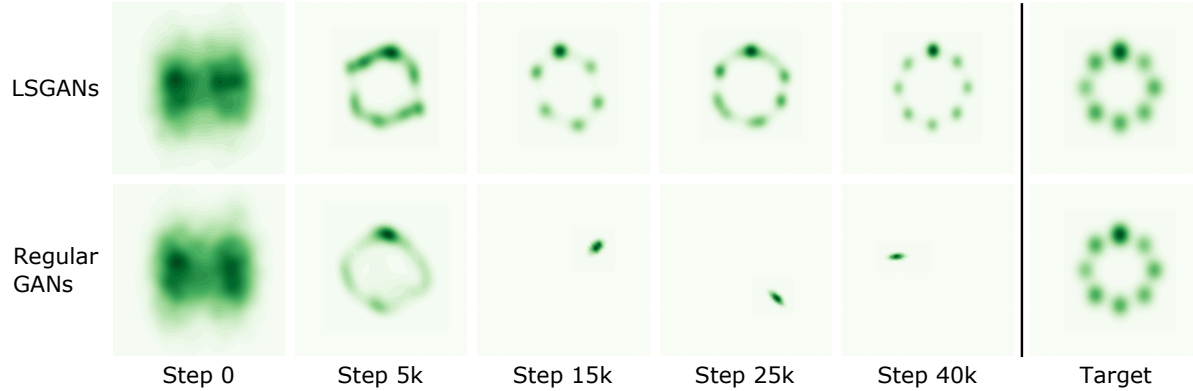 LSGANs
Regular
GANs
Step 0 Step 5k Step 15k Step 25k Step 40k Target